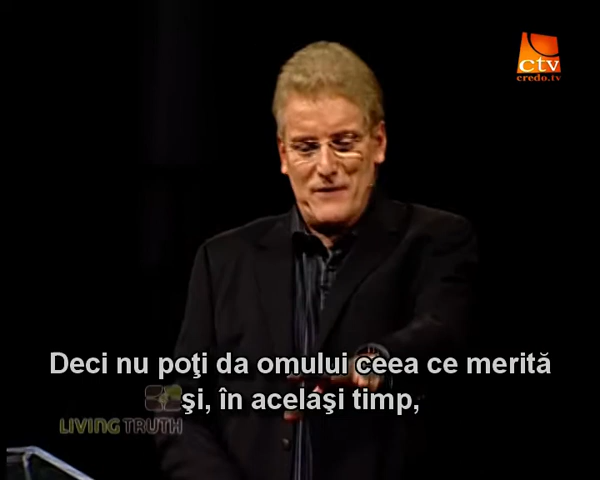 ctv
credo.tv
Deci nu poţi da omului ceea ce merită
şi, în acelaşi timp,
LIVING TRUTH